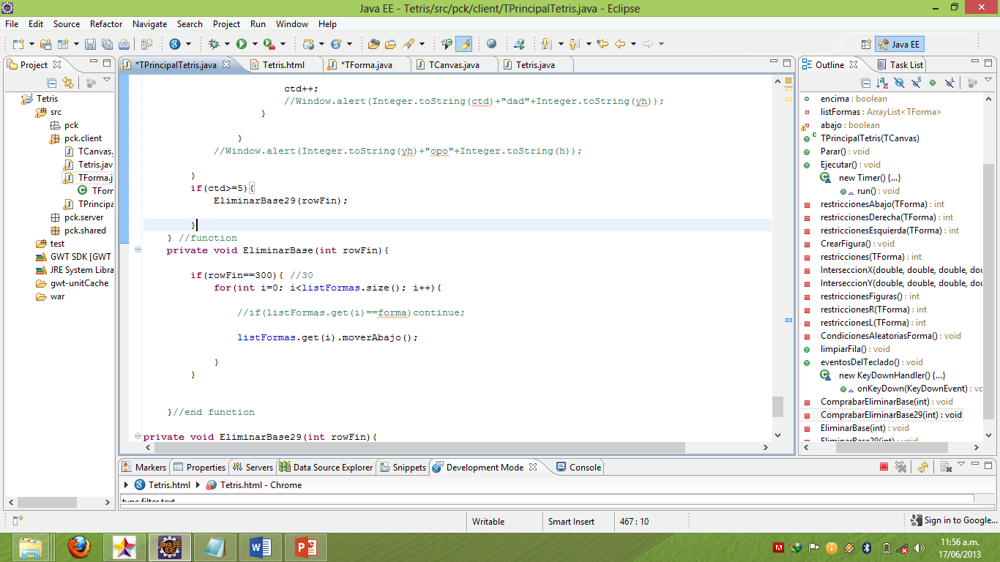 Java EE - Tetris/src/pck/client/TPrincipalTetris.java - Eclipse
File Edit Source Refactor Navigate Search Project Run Window Help
Java EE
Project
*TPrincipalTetris.java
Tetris.html
*TForma.java
TCanvas.java
Tetris.java
Outline
Task List
Tetris
src
pck
pck.client
TCanvas.
Tetris.java
TForma.j
TForm
TPrincipa
pck.server
pck.shared
test
GWT SDK [GWT
JRE System Libra
gwt-unitCache
war
ctd++;
//Window.alert(Integer.toString(ctd)+"dad"+Integer.toString(yh));
}
}
//Window.alert(Integer.toString(yh)+"opo"+Integer.toString(h));
}
if(ctd>=5){
EliminarBase29(rowFin);
}
} //function
private void EliminarBase(int rowFin){
if(rowFin==300){ //30
for(int i=0; i<listFormas.size(); i++){
//if(listFormas.get(i)==forma)continue;
listFormas.get(i).moverAbajo();
}
}
}//end function
private void EliminarBase29(int rowFin){
encima : boolean
listFormas : ArrayList<TForma>
abajo : boolean
TPrincipalTetris(TCanvas)
Parar() : void
Ejecutar() : void
new Timer() {...}
run() : void
restriccionesAbajo(TForma) : int
restriccionesDerecha(TForma) : int
restriccionesEsquierda(TForma) : int
CrearFigura() : void
restricciones(TForma) : int
InterseccionX(double, double, double, dou
InterseccionY(double, double, double, dou
restriccionesFiguras() : int
restriccionesR(TForma) : int
restriccionesL(TForma) : int
CondicionesAleatoriasForma() : void
limpiarFila() : void
eventosDelTeclado() : void
new KeyDownHandler() {...}
onKeyDown(KeyDownEvent) : vo
ComprabarEliminarBase(int) : void
ComprabarEliminarBase29(int) : void
EliminarBase(int) : void
EliminarBase29(int) : void
Markers
Properties
Servers
Data Source Explorer
Snippets
Development Mode
Console
Tetris.html
Tetris.html - Chrome
type filter text
Writable
Smart Insert
467 : 10
Sign in to Google...
Java EE
IDE
11:56 a.m.
17/06/2013